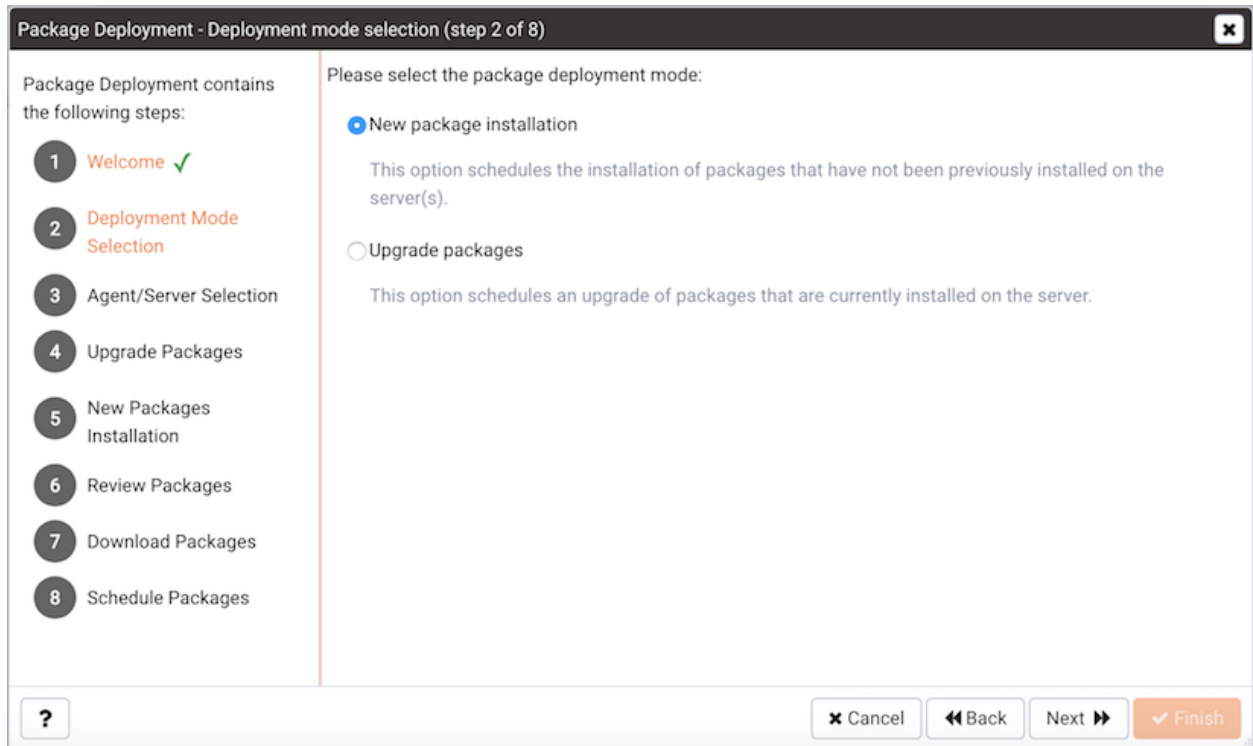 Package Deployment - Deployment mode selection (step 2 of 8)
Package Deployment contains
the following steps:
1 Welcome
2 Deployment Mode
Selection
3 Agent/Server Selection
4 Upgrade Packages
5 New Packages
Installation
6 Review Packages
7 Download Packages
8 Schedule Packages
Please select the package deployment mode:
New package installation
This option schedules the installation of packages that have not been previously installed on the
server(s).
Upgrade packages
This option schedules an upgrade of packages that are currently installed on the server.
? Cancel Back Next Finish